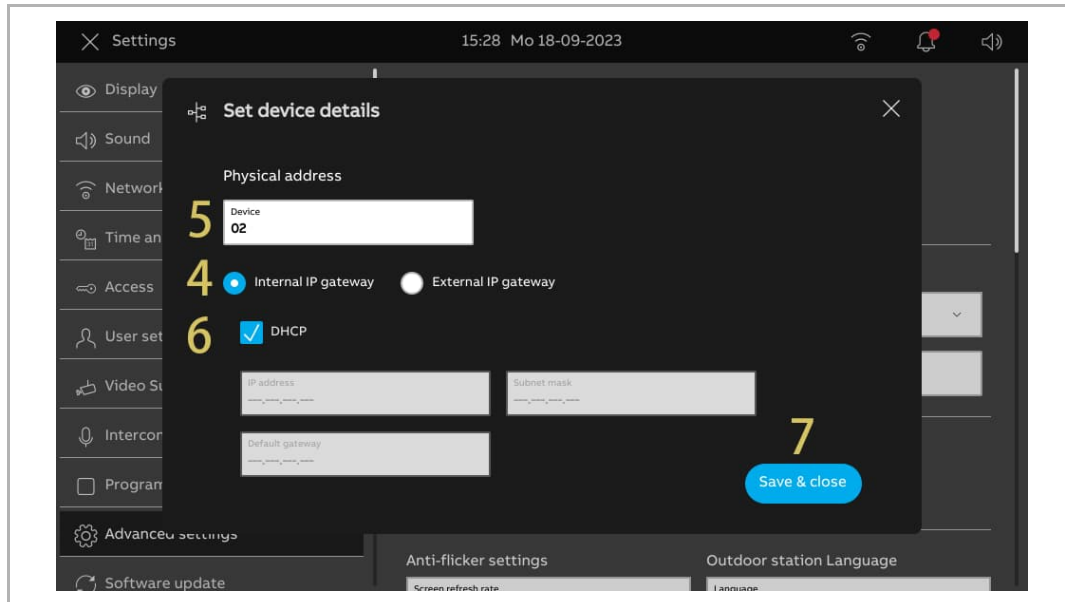 Settings
15:28 Mo 18-09-2023
Display
Set device details
Sound
Physical address
Network
5
Device
02
Time an
4
Internal IP gateway
External IP gateway
Access
6
DHCP
User set
IP address
Subnet mask
---.---.---.---
---.---.---.---
Video Su
Default gateway
---.---.---.---
7
Intercom
Save & close
Program
Advanced settings
Anti-flicker settings
Outdoor station Language
Software update
Screen refresh rate
Language